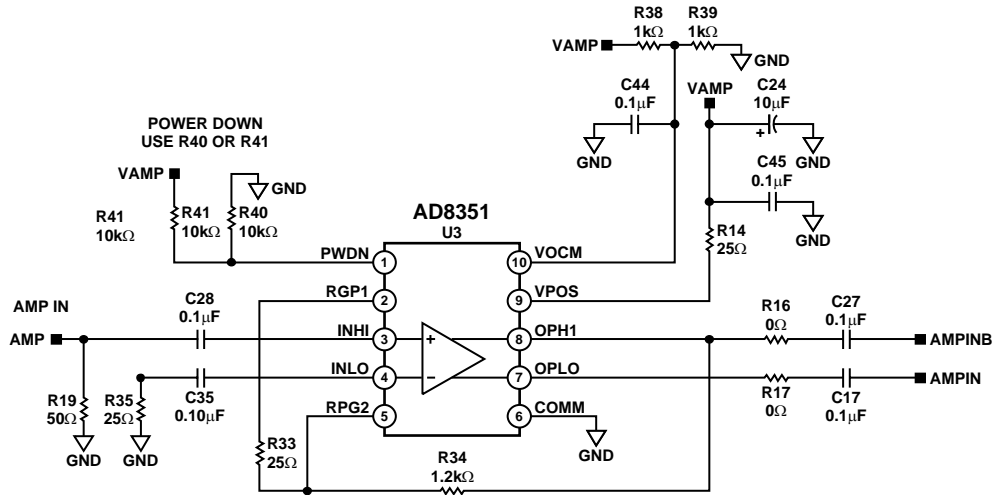 R38
1kΩ
R39
1kΩ
VAMP
GND
C44
0.1μF
GND
VAMP
C24
10μF
+
GND
C45
0.1μF
GND
R14
25Ω
POWER DOWN
USE R40 OR R41
VAMP
GND
R41
10kΩ
R41
10kΩ
R40
10kΩ
AD8351
U3
PWDN
1
10
VOCM
RGP1
2
9
VPOS
INHI
3
+
8
OPH1
INLO
4
−
7
OPLO
RPG2
5
6
COMM
GND
AMP IN
AMP
C28
0.1μF
C35
0.10μF
R19
50Ω
GND
R35
25Ω
GND
R33
25Ω
R34
1.2kΩ
R16
0Ω
C27
0.1μF
AMPINB
R17
0Ω
C17
0.1μF
AMPIN